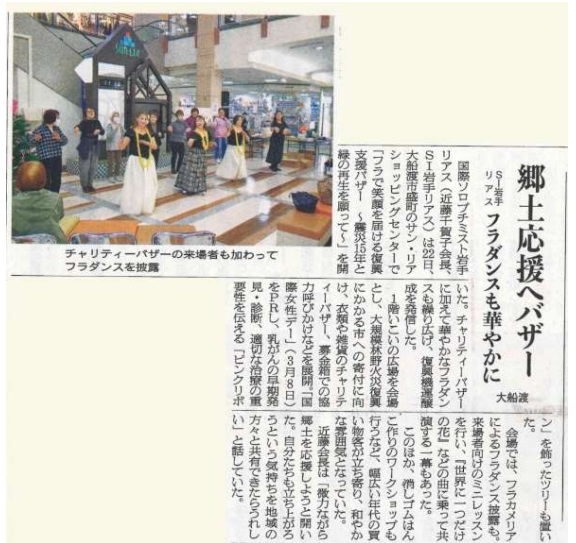 Sun Lia
チャリティーバザーの来場者も加わって
フラダンスを披露
郷土応援へバザー
SI岩手
リアス
フラダンスも華やかに
大船渡
国際ソロプチミスト岩手
リアス（近藤千賀子会長、
SI岩手リアス）は22日、
大船渡市盛町のサン・リア
ショッピングセンターで
「フラで笑顔を届ける復興
支援バザー　～震災15年と
緑の再生を願って～」を開
いた。チャリティーバザー
に加えて華やかなフラダン
スも繰り広げ、復興機運醸
成を発信した。
１階いこいの広場を会場
とし、大規模林野火災復興
にかかる市への寄付に向
け、衣類や雑貨のチャリテ
ィーバザー、募金箱での協
力呼びかけなどを展開。「国
際女性デー」（３月８日）
をPRし、乳がんの早期発
見・診断、適切な治療の重
要性を伝える「ピンクリボ
ン」を飾ったツリーも置い
た。
会場では、フラカメリア
によるフラダンス披露も。
来場者向けのミニレッスン
を行い、『世界に一つだけ
の花』などの曲に乗って共
演する一幕もあった。
このほか、消しゴムはん
こ作りのワークショップも
行うなど、幅広い年代の買
い物客が立ち寄り、和やか
な雰囲気となっていた。
近藤会長は「微力ながら
郷土を応援しようと開い
た。自分たちも立ち上がろ
うという気持ちを地域の
方々と共有できたらうれし
い」と話していた。